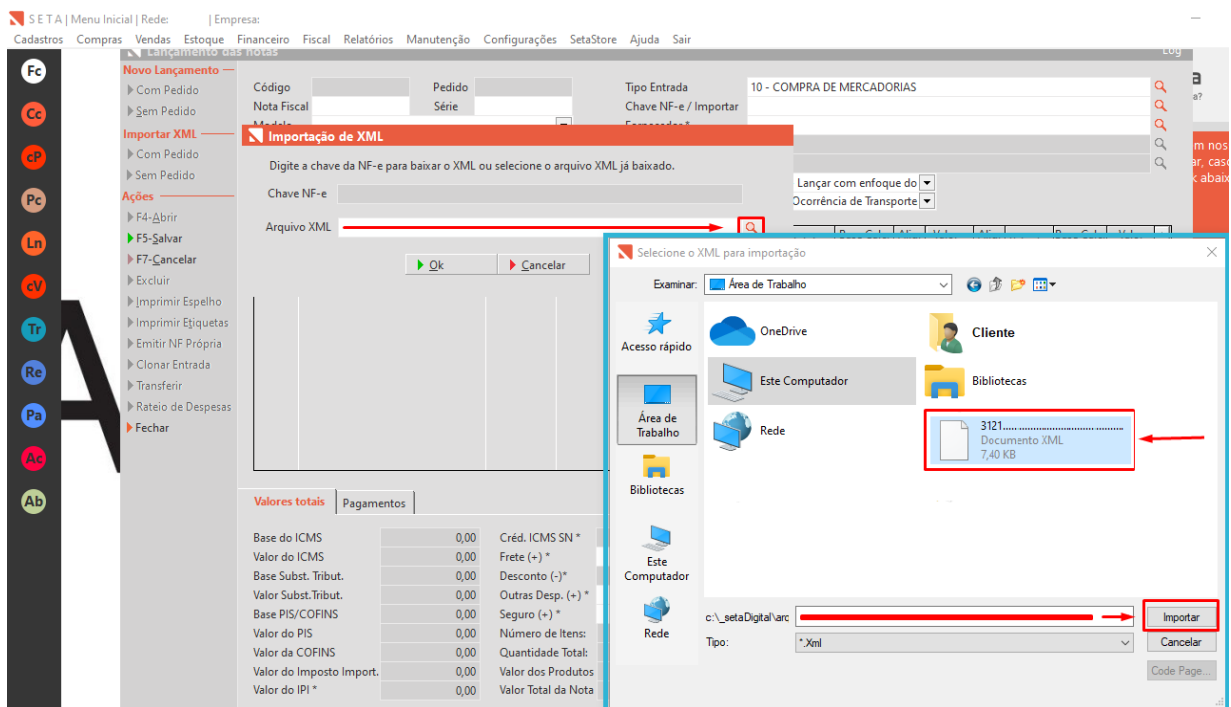 S E T A | Menu Inicial | Rede: | Empresa:
Cadastros Compras Vendas Estoque Financeiro Fiscal Relatórios Manutenção Configurações SetaStore Ajuda Sair
Lançamento das notas Log
Fc
Cc
cP
Pc
Ln
cV
Tr
Re
Pa
Ac
Ab
Novo Lançamento
Com Pedido
Sem Pedido
Importar XML
Com Pedido
Sem Pedido
Ações
F4-Abrir
F5-Salvar
F7-Cancelar
Excluir
Imprimir Espelho
Imprimir Etiquetas
Emitir NF Própria
Clonar Entrada
Transferir
Rateio de Despesas
Fechar
Código Pedido Tipo Entrada 10 - COMPRA DE MERCADORIAS
Nota Fiscal Série Chave NF-e / Importar
Modelo Fornecedor *
Lançar com enfoque do
Ocorrência de Transporte
Importação de XML
Digite a chave da NF-e para baixar o XML ou selecione o arquivo XML já baixado.
Chave NF-e
Arquivo XML
Ok Cancelar
Valores totais Pagamentos
Base do ICMS 0,00 Créd. ICMS SN *
Valor do ICMS 0,00 Frete (+) *
Base Subst. Tribut. 0,00 Desconto (-)*
Valor Subst.Tribut. 0,00 Outras Desp. (+) *
Base PIS/COFINS 0,00 Seguro (+) *
Valor do PIS 0,00 Número de Itens:
Valor da COFINS 0,00 Quantidade Total:
Valor do Imposto Import. 0,00 Valor dos Produtos
Valor do IPI * 0,00 Valor Total da Nota
Selecione o XML para importação
Examinar: Área de Trabalho
Acesso rápido
Área de
Trabalho
Bibliotecas
Este
Computador
Rede
OneDrive
Cliente
Este Computador
Bibliotecas
Rede
3121.....
Documento XML
7,40 KB
c:\_setaDigital\arc Importar
Tipo: *.Xml Cancelar
Code Page...